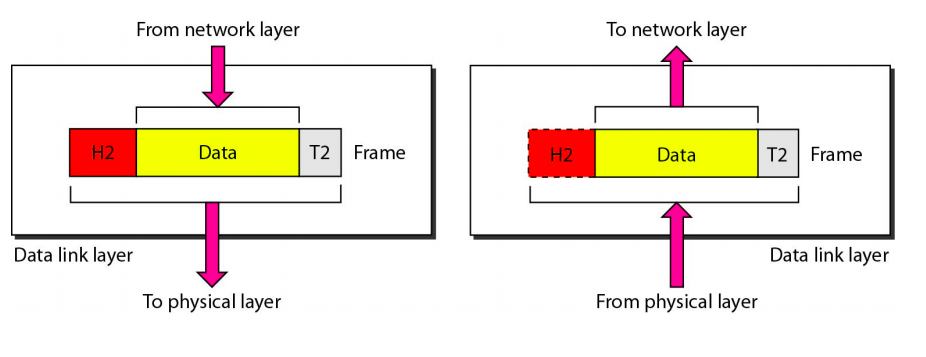 From network layer
H2
Data
T2
Frame
Data link layer
To physical layer
To network layer
H2
Data
T2
Frame
Data link layer
From physical layer